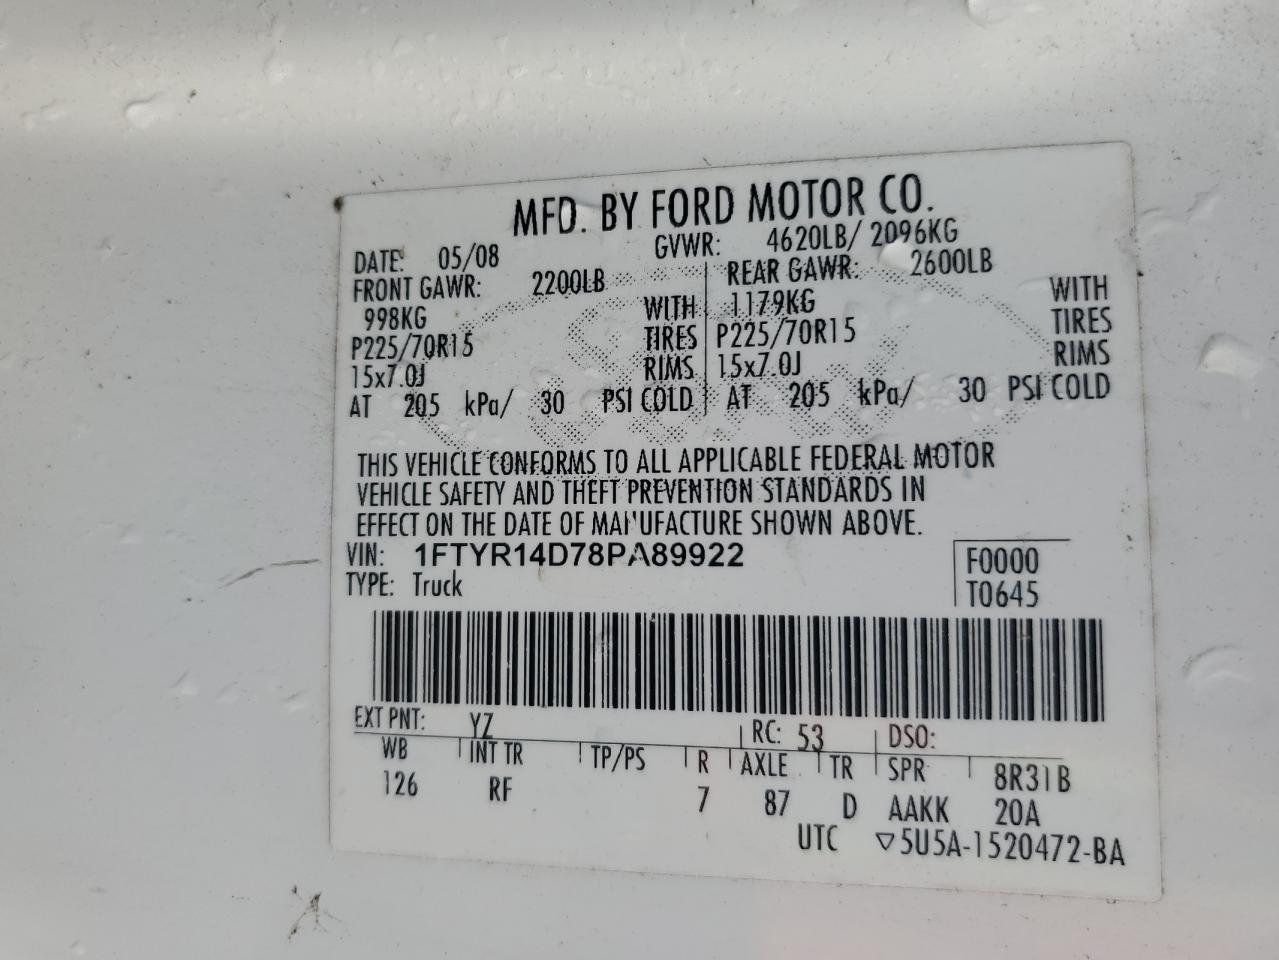 MFD. BY FORD MOTOR CO.
DATE: 05/08 GVWR: 4620LB/ 2096KG
FRONT GAWR: 2200LB REAR GAWR: 2600LB
998KG WITH 1179KG WITH
P225/70R15 TIRES P225/70R15 TIRES
15x7.0J RIMS 15x7.0J RIMS
AT 205 kPa/ 30 PSI COLD AT 205 kPa/ 30 PSI COLD
THIS VEHICLE CONFORMS TO ALL APPLICABLE FEDERAL MOTOR
VEHICLE SAFETY AND THEFT PREVENTION STANDARDS IN
EFFECT ON THE DATE OF MANUFACTURE SHOWN ABOVE.
VIN: 1FTYR14D78PA89922 F0000
TYPE: Truck T0645
EXT PNT: YZ RC: 53 DSO:
WB INT TR TP/PS R AXLE TR SPR 8R31B
126 RF 7 87 D AAKK 20A
UTC ▽5U5A-1520472-BA